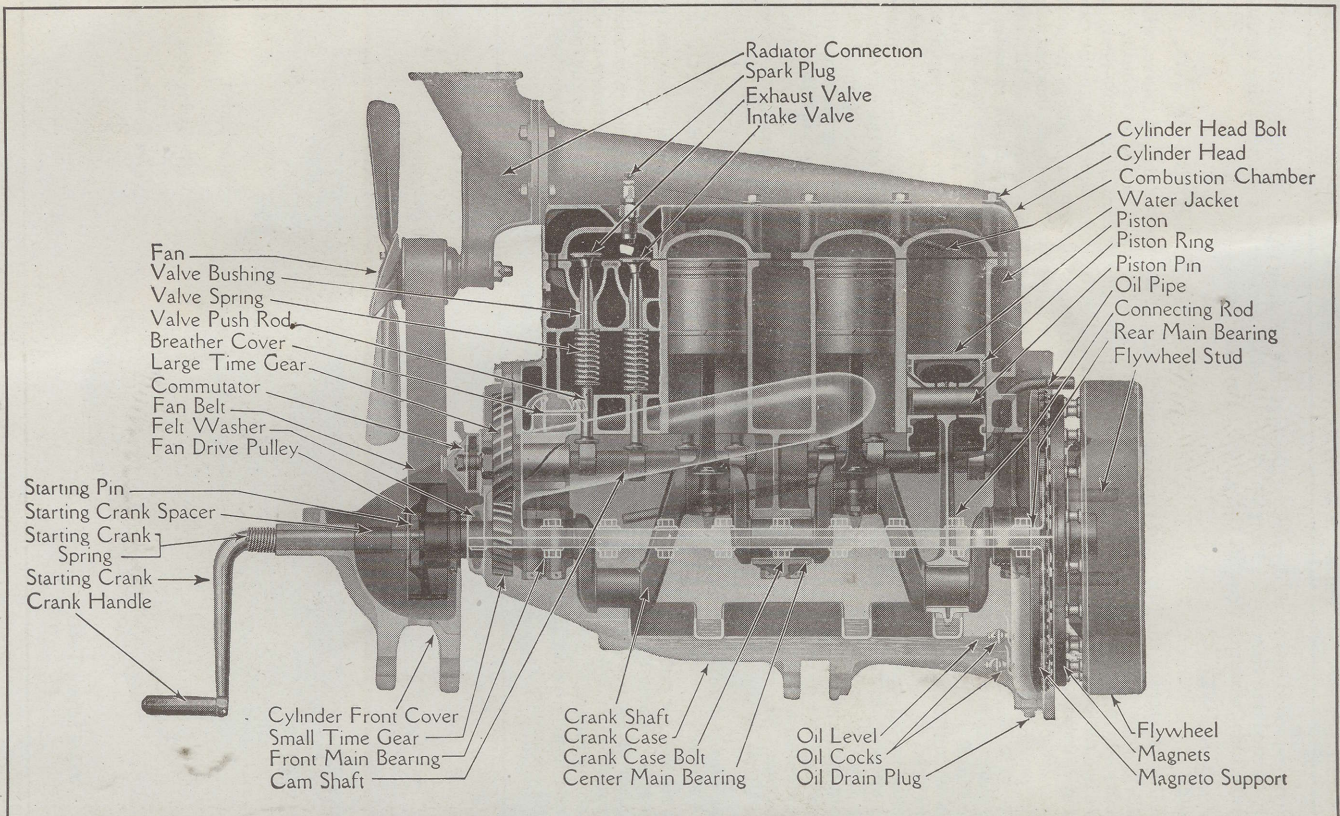 Radiator Connection
Spark Plug
Exhaust Valve
Intake Valve
Cylinder Head Bolt
Cylinder Head
Combustion Chamber
Water Jacket
Piston
Piston Ring
Piston Pin
Oil Pipe
Connecting Rod
Rear Main Bearing
Flywheel Stud
Fan
Valve Bushing
Valve Spring
Valve Push Rod
Breather Cover
Large Time Gear
Commutator
Fan Belt
Felt Washer
Fan Drive Pulley
Starting Pin
Starting Crank Spacer
Starting Crank
Spring
Starting Crank
Crank Handle
Cylinder Front Cover
Small Time Gear
Front Main Bearing
Cam Shaft
Crank Shaft
Crank Case
Crank Case Bolt
Center Main Bearing
Oil Level
Oil Cocks
Oil Drain Plug
Flywheel
Magnets
Magneto Support